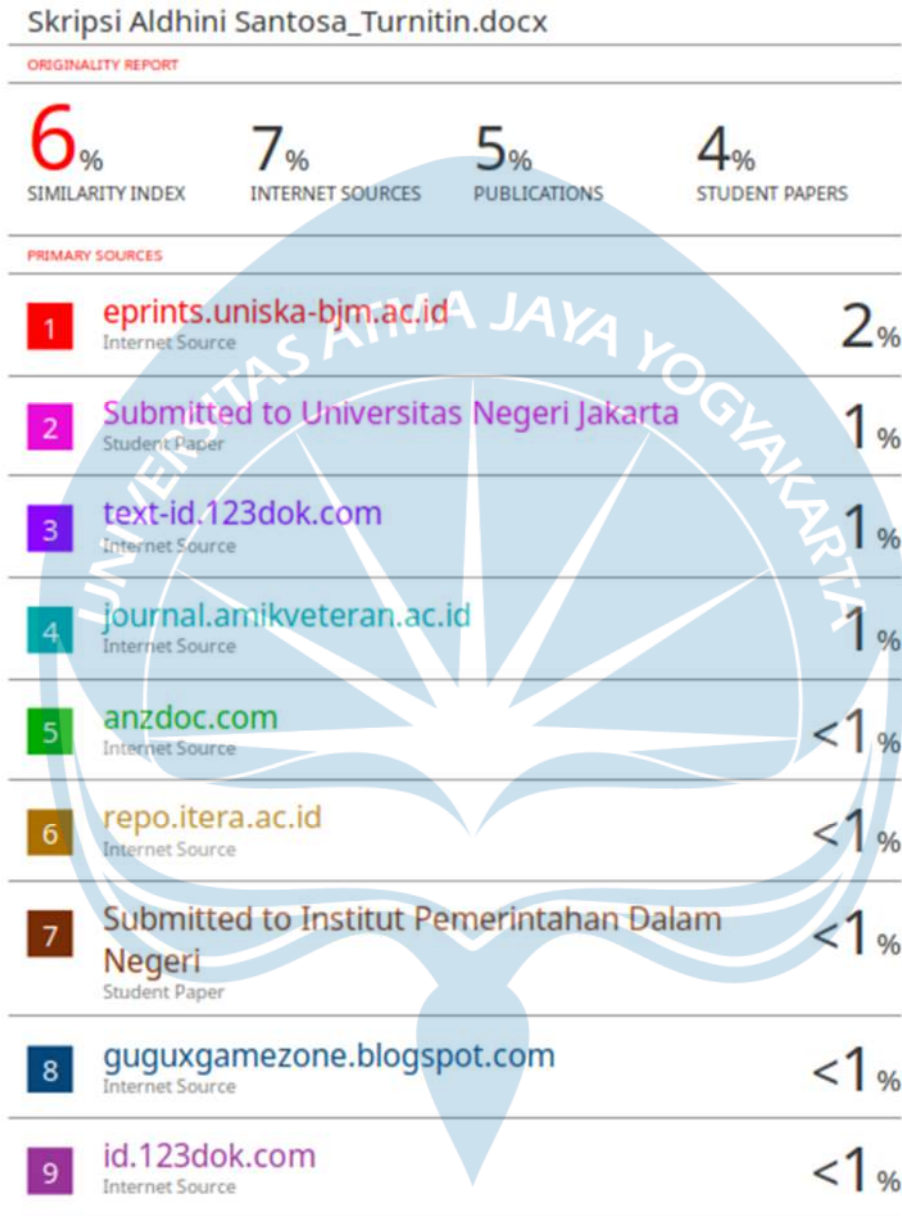 Skripsi Aldhini Santosa_Turnitin.docx
ORIGINALITY REPORT
6% 7% 5% 4%
SIMILARITY INDEX INTERNET SOURCES PUBLICATIONS STUDENT PAPERS
PRIMARY SOURCES
1 eprints.uniska-bjm.ac.id 2%
Internet Source
2 Submitted to Universitas Negeri Jakarta 1%
Student Paper
3 text-id.123dok.com 1%
Internet Source
4 journal.amikveteran.ac.id 1%
Internet Source
5 anzdoc.com <1%
Internet Source
6 repo.itera.ac.id <1%
Internet Source
7 Submitted to Institut Pemerintahan Dalam <1%
Negeri
Student Paper
8 guguxgamezone.blogspot.com <1%
Internet Source
9 id.123dok.com <1%
Internet Source
UNIVERSITAS ATMA JAYA YOGYAKARTA